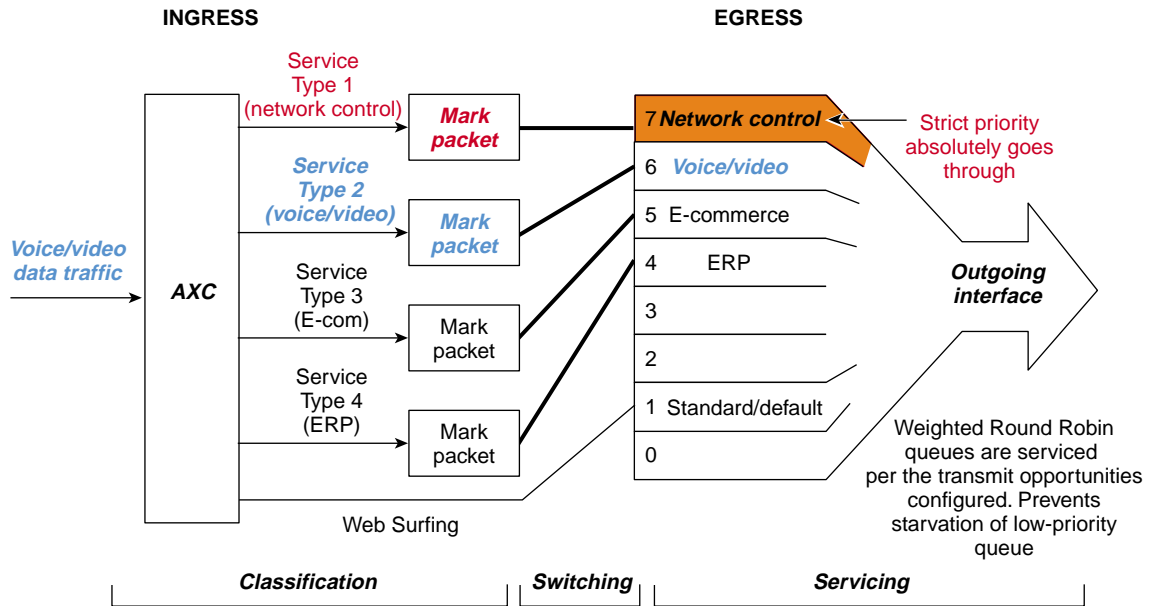 INGRESS
EGRESS
Service
Type 1
(network control)
Mark
packet
7 Network control
Strict priority
absolutely goes
through
Service
Type 2
(voice/video)
Mark
packet
6 Voice/video
5 E-commerce
4 ERP
3
2
1 Standard/default
0
Voice/video
data traffic
AXC
Service
Type 3
(E-com)
Mark
packet
Service
Type 4
(ERP)
Mark
packet
Web Surfing
Outgoing
interface
Weighted Round Robin
queues are serviced
per the transmit opportunities
configured. Prevents
starvation of low-priority
queue
Classification
Switching
Servicing